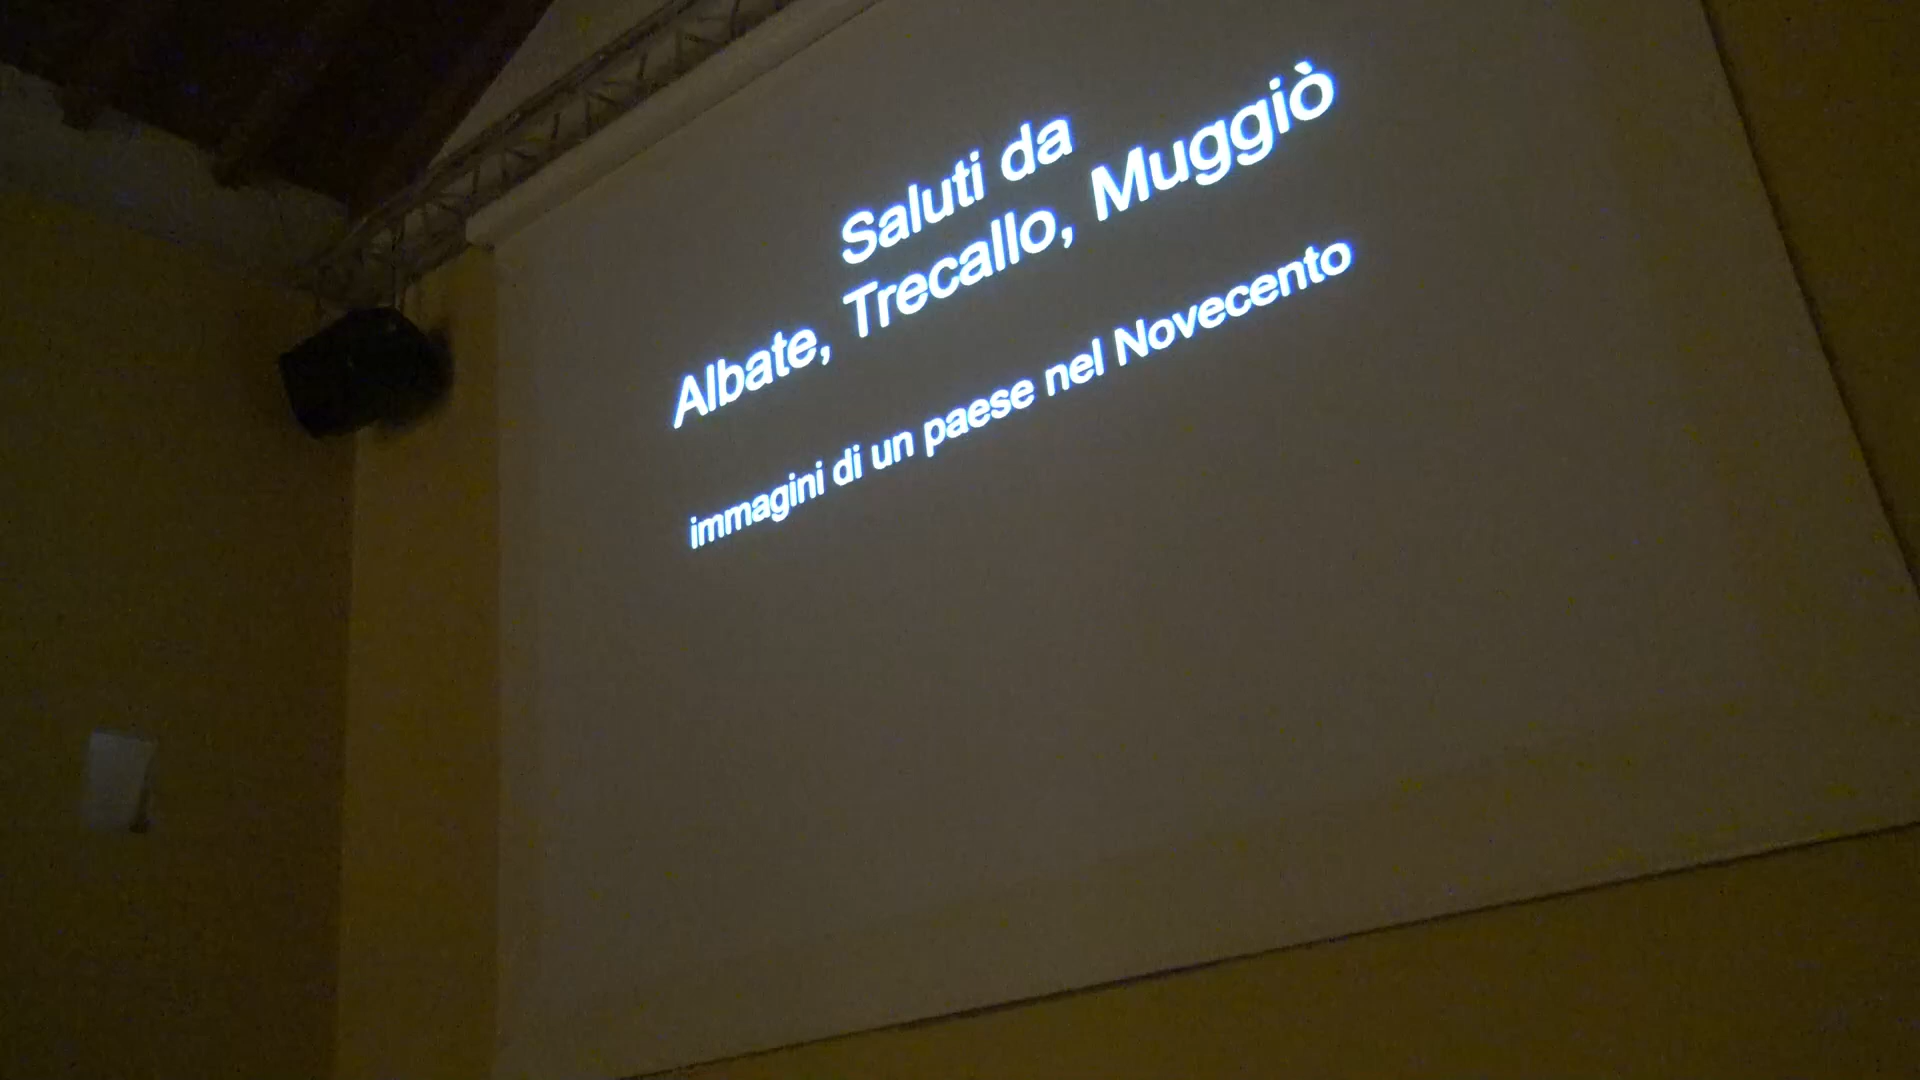 Saluti da
Albate, Trecallo, Muggiò
immagini di un paese nel Novecento